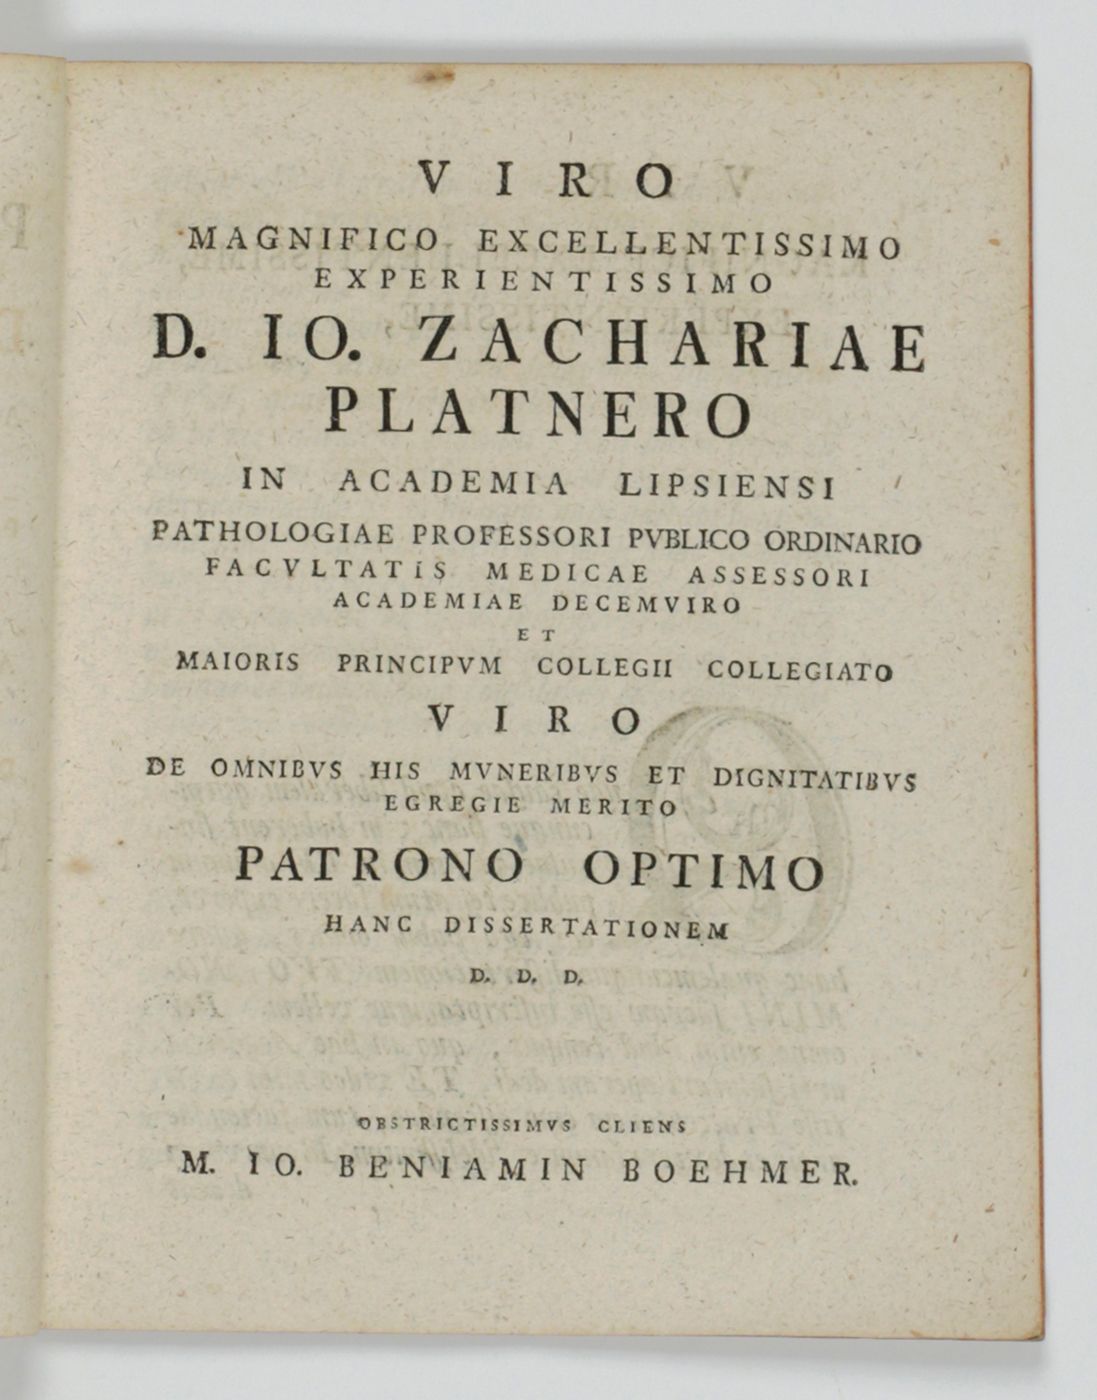 VIRO
MAGNIFICO EXCELLENTISSIMO
EXPERIENTISSIMO
D. IO. ZACHARIAE
PLATNERO
IN ACADEMIA LIPSIENSI
PATHOLOGIAE PROFESSORI PVBLICO ORDINARIO
FACVLTATIS MEDICAE ASSESSORI
ACADEMIAE DECEMVIRO
ET
MAIORIS PRINCIPVM COLLEGII COLLEGIATO
VIRO
DE OMNIBVS HIS MVNERIBVS ET DIGNITATIBVS
EGREGIE MERITO
PATRONO OPTIMO
HANC DISSERTATIONEM
D. D. D.
OBSTRICTISSIMVS CLIENS
M. IO. BENIAMIN BOEHMER.